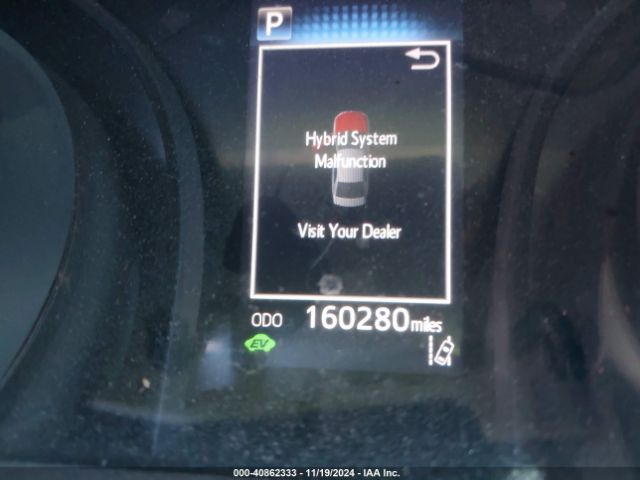 P
Hybrid System
Malfunction
Visit Your Dealer
ODO 160280 miles
EV
000-40862333 - 11/19/2024 - IAA Inc.